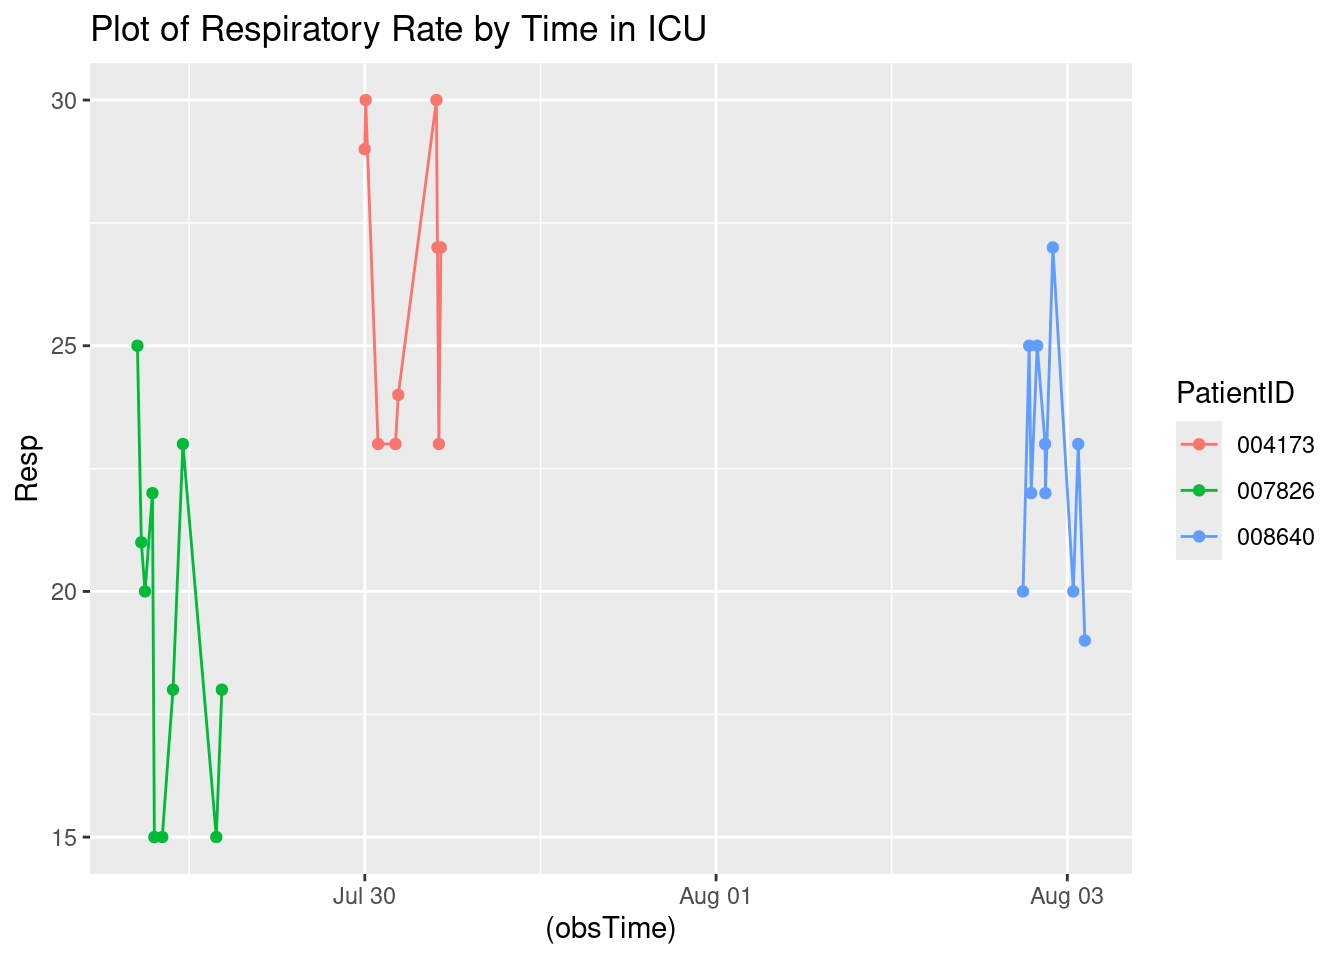 Plot of Respiratory Rate by Time in ICU
30
25
20
15
Resp
Jul 30
Aug 01
Aug 03
(obsTime)
PatientID
004173
007826
008640